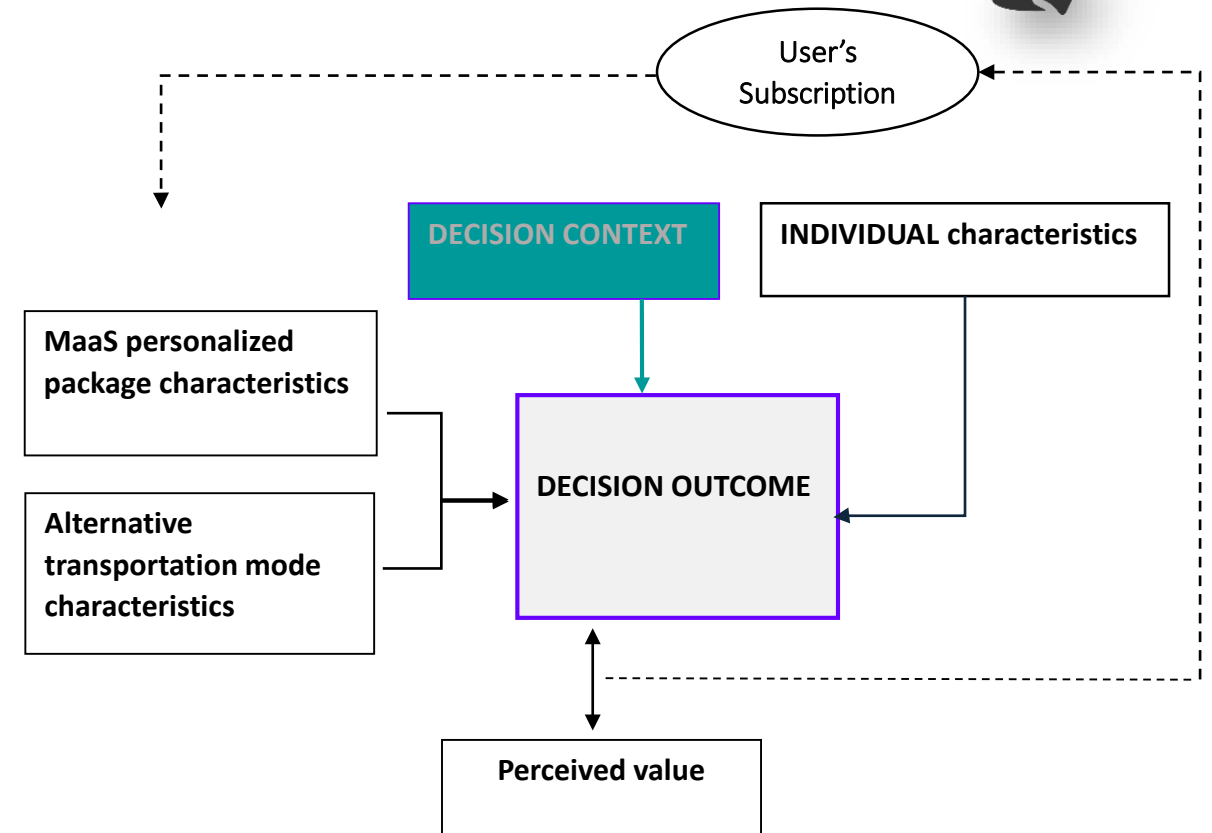 User’s
Subscription
DECISION CONTEXT
INDIVIDUAL characteristics
MaaS personalized
package characteristics
DECISION OUTCOME
Alternative
transportation mode
characteristics
Perceived value